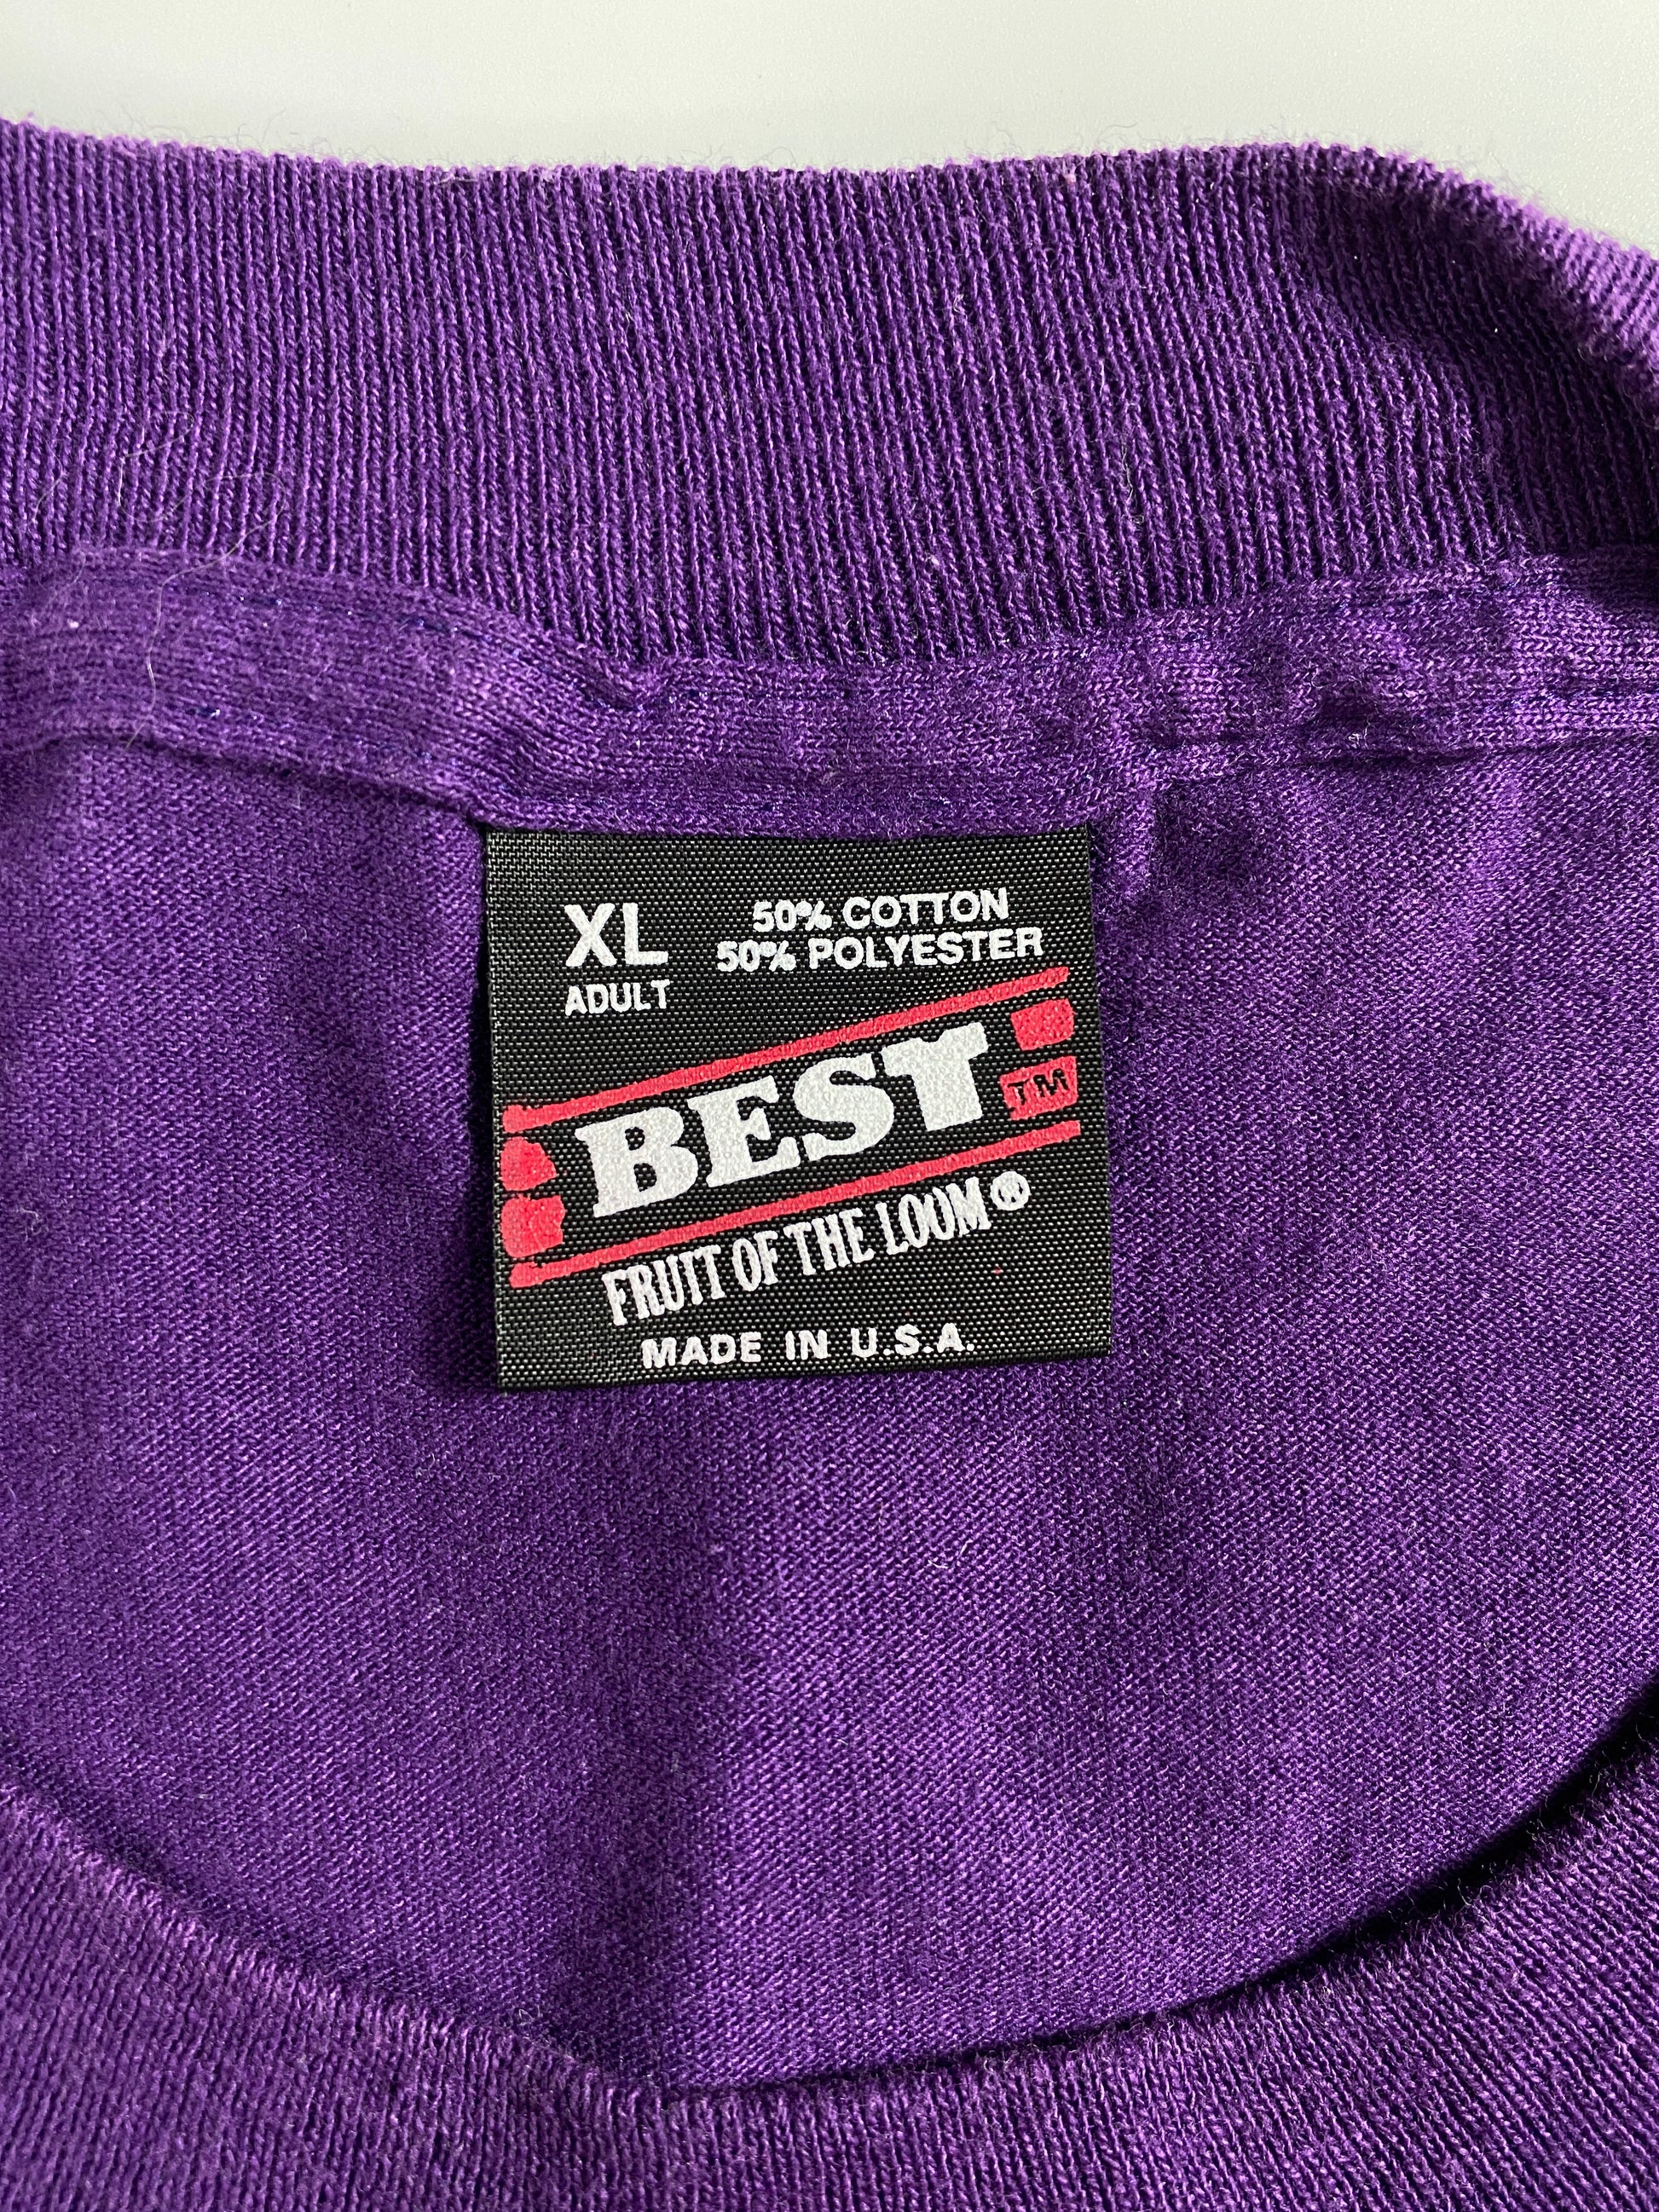 XL
ADULT
50% COTTON
50% POLYESTER
BEST
TM
FRUIT OF THE LOOM®
MADE IN U.S.A.